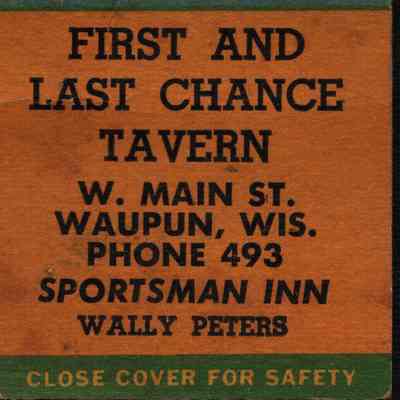 FIRST AND
LAST CHANCE
TAVERN
W. MAIN ST.
WAUPUN, WIS.
PHONE 493
SPORTSMAN INN
WALLY PETERS
CLOSE COVER FOR SAFETY